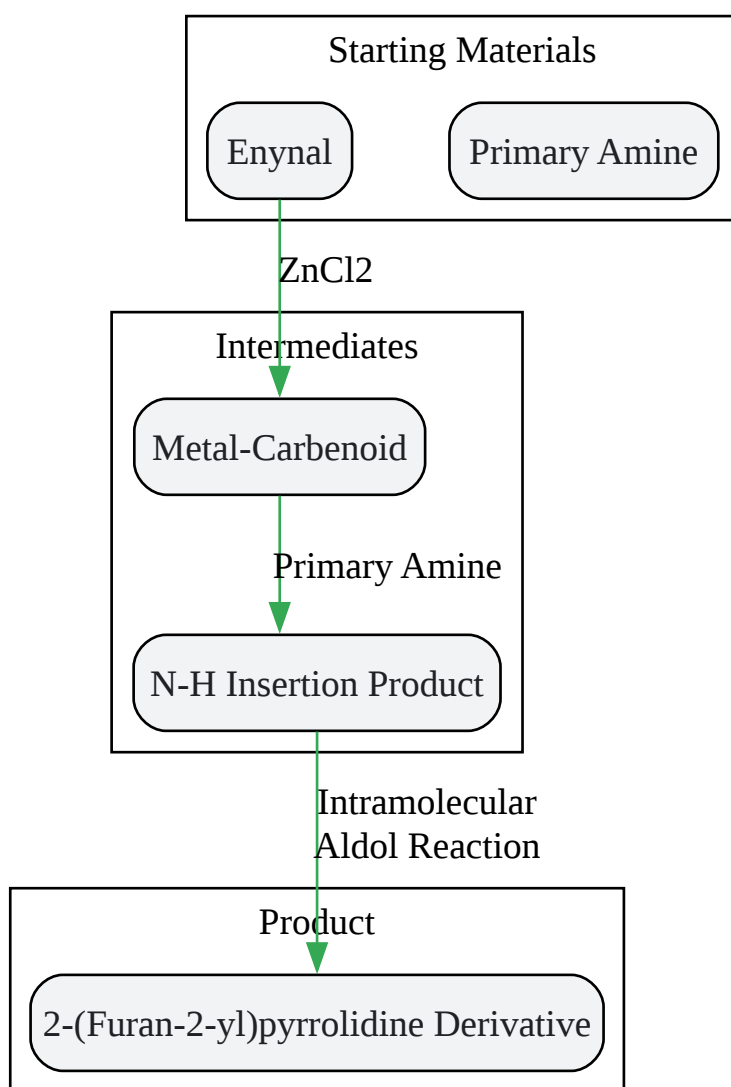 Starting Materials
Enynal
Primary Amine
ZnCl2
Intermediates
Metal-Carbenoid
Primary Amine
N-H Insertion Product
Intramolecular
Aldol Reaction
Product
2-(Furan-2-yl)pyrrolidine Derivative